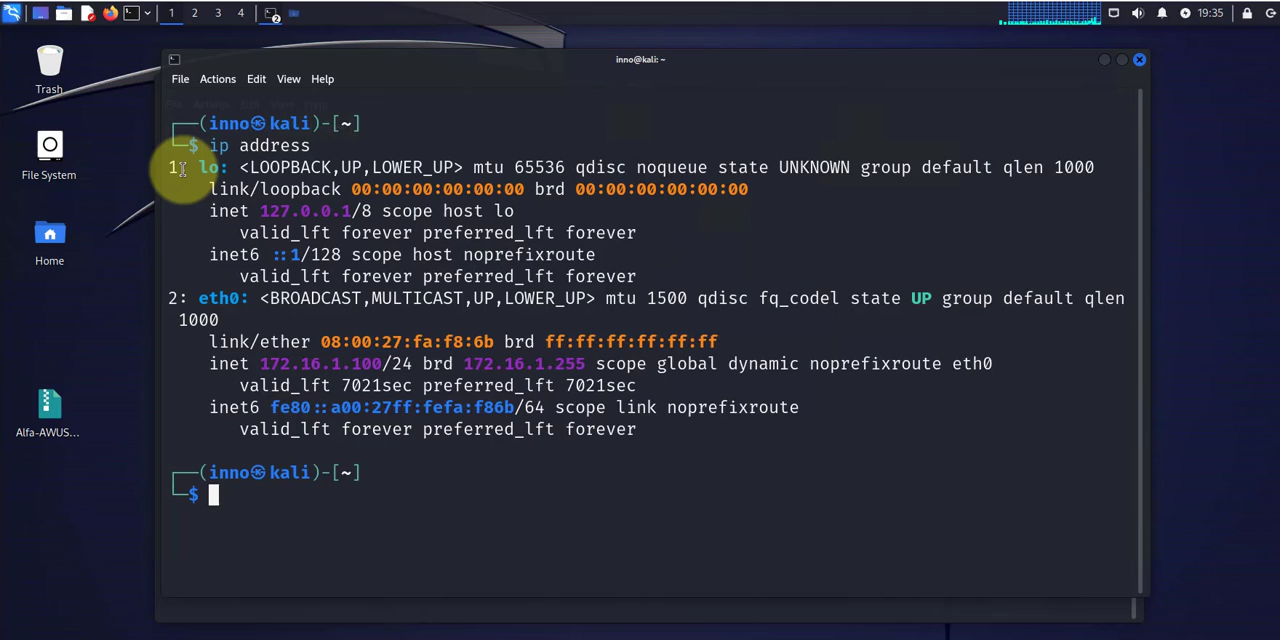 1 2 3 4 2 19:35
Trash
File System
Home
Alfa-AWUS...
inno@kali: ~
File Actions Edit View Help
┌──(inno㉿kali)-[~]
└─$ ip address
1: lo: <LOOPBACK,UP,LOWER_UP> mtu 65536 qdisc noqueue state UNKNOWN group default qlen 1000
link/loopback 00:00:00:00:00:00 brd 00:00:00:00:00:00
inet 127.0.0.1/8 scope host lo
valid_lft forever preferred_lft forever
inet6 ::1/128 scope host noprefixroute
valid_lft forever preferred_lft forever
2: eth0: <BROADCAST,MULTICAST,UP,LOWER_UP> mtu 1500 qdisc fq_codel state UP group default qlen
1000
link/ether 08:00:27:fa:f8:6b brd ff:ff:ff:ff:ff:ff
inet 172.16.1.100/24 brd 172.16.1.255 scope global dynamic noprefixroute eth0
valid_lft 7021sec preferred_lft 7021sec
inet6 fe80::a00:27ff:fefa:f86b/64 scope link noprefixroute
valid_lft forever preferred_lft forever
┌──(inno㉿kali)-[~]
└─$